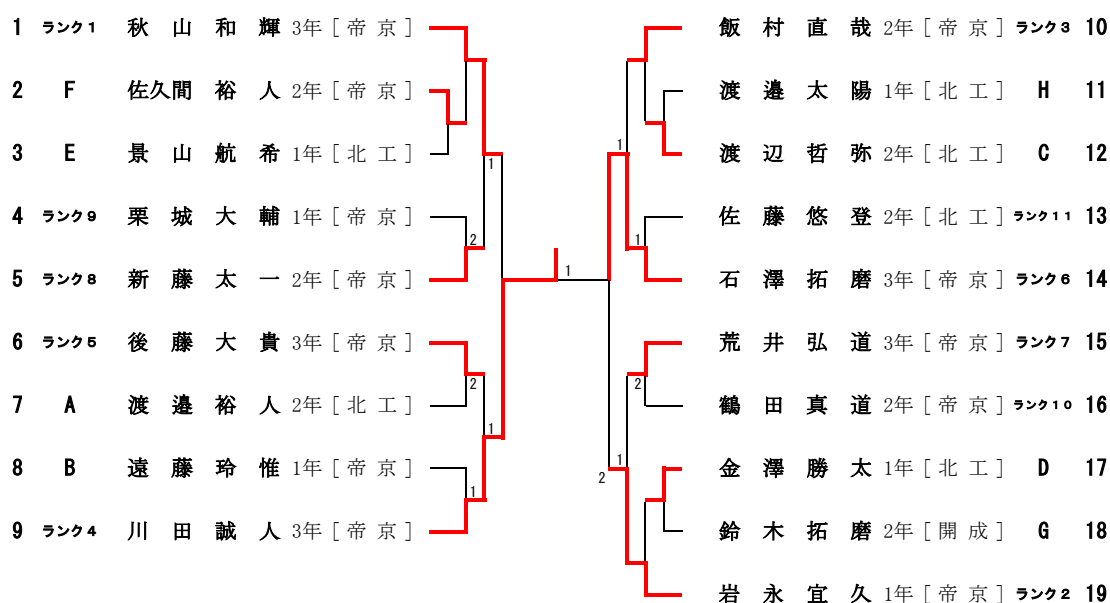 1 ランク1 秋山和輝 3年 [ 帝京 ]
2 F 佐久間裕人 2年 [ 帝京 ]
3 E 景山航希 1年 [ 北工 ]
4 ランク9 栗城大輔 1年 [ 帝京 ]
5 ランク8 新藤太一 2年 [ 帝京 ]
6 ランク5 後藤大貴 3年 [ 帝京 ]
7 A 渡邉裕人 2年 [ 北工 ]
8 B 遠藤玲惟 1年 [ 帝京 ]
9 ランク4 川田誠人 3年 [ 帝京 ]
1
2
2
1
1
1
1
1
2
1
2
飯村直哉 2年 [ 帝京 ] ランク3 10
渡邉太陽 1年 [ 北工 ] H 11
渡辺哲弥 2年 [ 北工 ] C 12
佐藤悠登 2年 [ 北工 ] ランク11 13
石澤拓磨 3年 [ 帝京 ] ランク6 14
荒井弘道 3年 [ 帝京 ] ランク7 15
鶴田真道 2年 [ 帝京 ] ランク10 16
金澤勝太 1年 [ 北工 ] D 17
鈴木拓磨 2年 [ 開成 ] G 18
岩永宜久 1年 [ 帝京 ] ランク2 19